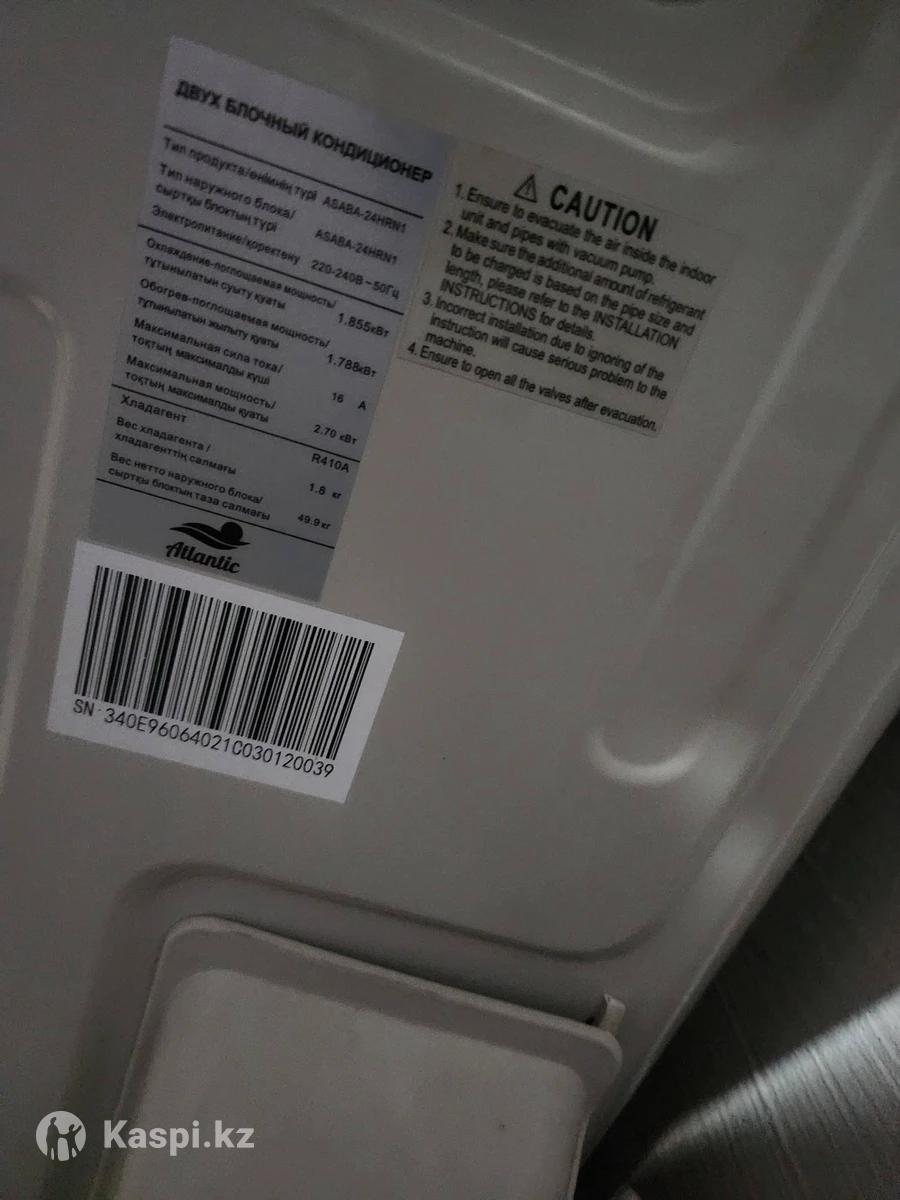 ДВУХ БЛОЧНЫЙ КОНДИЦИОНЕР
Тип продукта/өнімнің түрі ASABA-24HRN1
Тип наружного блока/
сыртқы блоктың түрі ASABA-24HRN1
Электропитание/қоректену 220-240В~50Гц
Охлаждение-поглощаемая мощность/
тұтынылатын суыту қуаты 1.855кВт
Обогрев-поглощаемая мощность/
тұтынылатын жылыту қуаты 1.788кВт
Максимальная сила тока/
тоқтың максималды күші 16 А
Максимальная мощность/
тоқтың максималды қуаты 2.70 кВт
Хладагент R410A
Вес хладагента /
хладагенттің салмағы 1.8 кг
Вес нетто наружного блока/
сыртқы блоктың таза салмағы 49.9кг
Atlantic
SN 340E96064021C030120039
CAUTION
1. Ensure to evacuate the air inside the indoor
unit and pipes with vacuum pump.
2. Make sure the additional amount of refrigerant
to be charged is based on the pipe size and
length, please refer to the INSTALLATION
INSTRUCTIONS for details.
3. Incorrect installation due to ignoring of the
instruction will cause serious problem to the
machine.
4. Ensure to open all the valves after evacuation.
Kaspi.kz